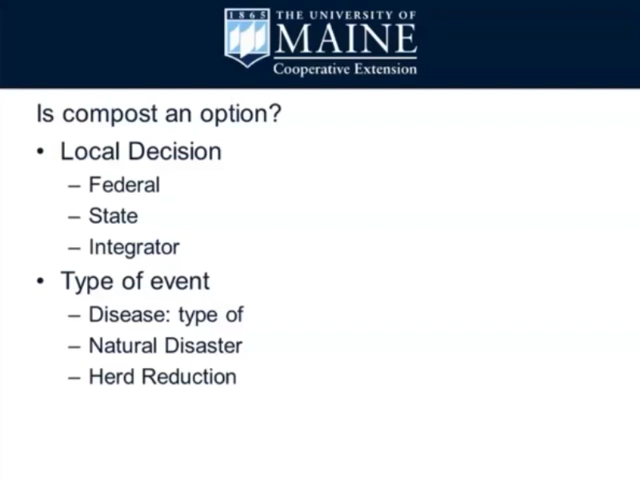 1865 THE UNIVERSITY OF
MAINE
Cooperative Extension
Is compost an option?
• Local Decision
– Federal
– State
– Integrator
• Type of event
– Disease: type of
– Natural Disaster
– Herd Reduction